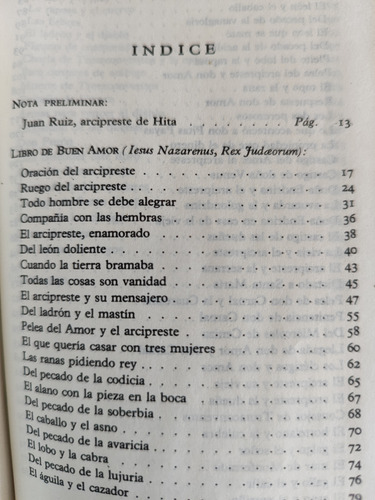 INDICE
NOTA PRELIMINAR:
Juan Ruiz, arcipreste de Hita . . . . . . . Pág. 13
LIBRO DE BUEN AMOR (Iesus Nazarenus, Rex Judæorum):
Oración del arcipreste . . . . . . . . . . 17
Ruego del arcipreste . . . . . . . . . . 24
Todo hombre se debe alegrar . . . . . . . . . . 31
Compañia con las hembras . . . . . . . . . . 36
El arcipreste, enamorado . . . . . . . . . . 38
Del león doliente . . . . . . . . . . 40
Cuando la tierra bramaba . . . . . . . . . . 43
Todas las cosas son vanidad . . . . . . . . . . 45
El arcipreste y su mensajero . . . . . . . . . . 47
Del ladrón y el mastín . . . . . . . . . . 55
Pelea del Amor y el arcipreste . . . . . . . . . . 58
El que quería casar con tres mujeres . . . . . . . . 60
Las ranas pidiendo rey . . . . . . . . . . 62
Del pecado de la codicia . . . . . . . . . . 65
El alano con la pieza en la boca . . . . . . . . . . 67
Del pecado de la soberbia . . . . . . . . . . 68
El caballo y el asno . . . . . . . . . . 70
Del pecado de la avaricia . . . . . . . . . . 72
El lobo y la cabra . . . . . . . . . . 74
Del pecado de la lujuria . . . . . . . . . . 76
El águila y el cazador . . . . . . . . . . 79